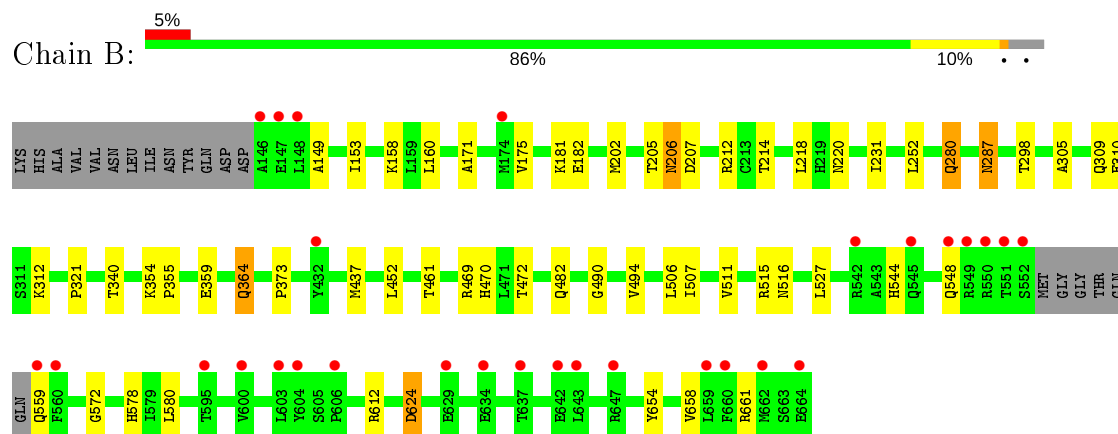 5%
Chain B:
86% 10% • •
LYS HIS ALA VAL VAL ASN LEU ILE ASN TYR GLN ASP ASP A146 E147 L148 A149 I153 K158 L159 L160 A171 M174 V175 K181 E182 M202 T205 N206 D207 R212 C213 T214 L218 H219 N220 I231 L252 Q280 N287 T298 A305 Q309 E310
S311 K312 P321 T340 K354 P355 E359 Q364 P373 Y432 M437 L452 T461 R469 H470 L471 T472 Q482 G490 V494 L506 I507 V511 R515 N516 L527 R542 A543 H544 Q545 Q548 R549 R550 T551 S552 MET GLY GLY THR GLN
GLN Q559 F560 G572 H578 I579 L580 T595 V600 L603 Y604 S605 P606 R612 D624 E629 E634 T637 E642 L643 R647 Y654 V658 L659 F660 R661 M662 S663 E664